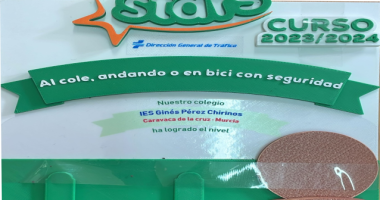 stars
CURSO
2023/2024
Dirección General de Tráfico
Al cole, andando o en bici con seguridad
Nuestro colegio
IES Ginés Pérez Chirinos
Caravaca de la cruz - Murcia
ha logrado el nivel